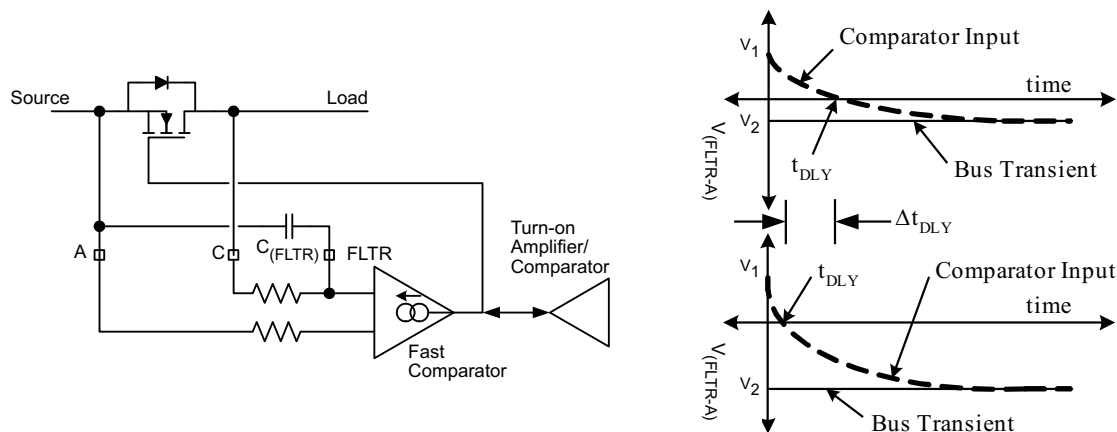 Source
Load
A
C
C(FLTR)
FLTR
Turn-on
Amplifier/
Comparator
Fast
Comparator
V1
Comparator Input
time
V2
V(FLTR-A)
tDLY
Bus Transient
ΔtDLY
V1
tDLY
Comparator Input
time
V(FLTR-A)
V2
Bus Transient